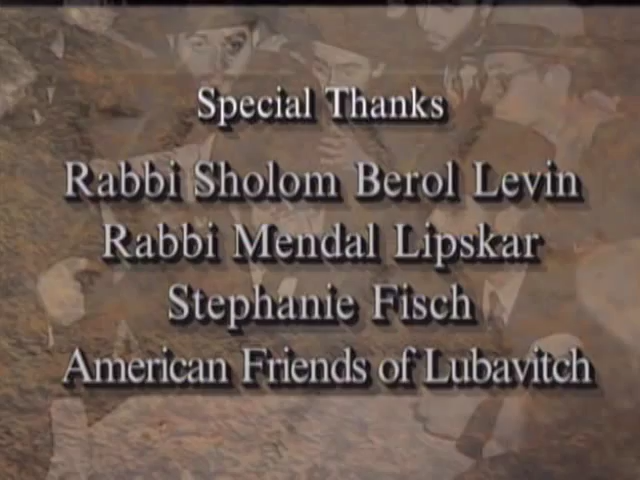 Special Thanks
Rabbi Sholom Berol Levin
Rabbi Mendal Lipskar
Stephanie Fisch
American Friends of Lubavitch